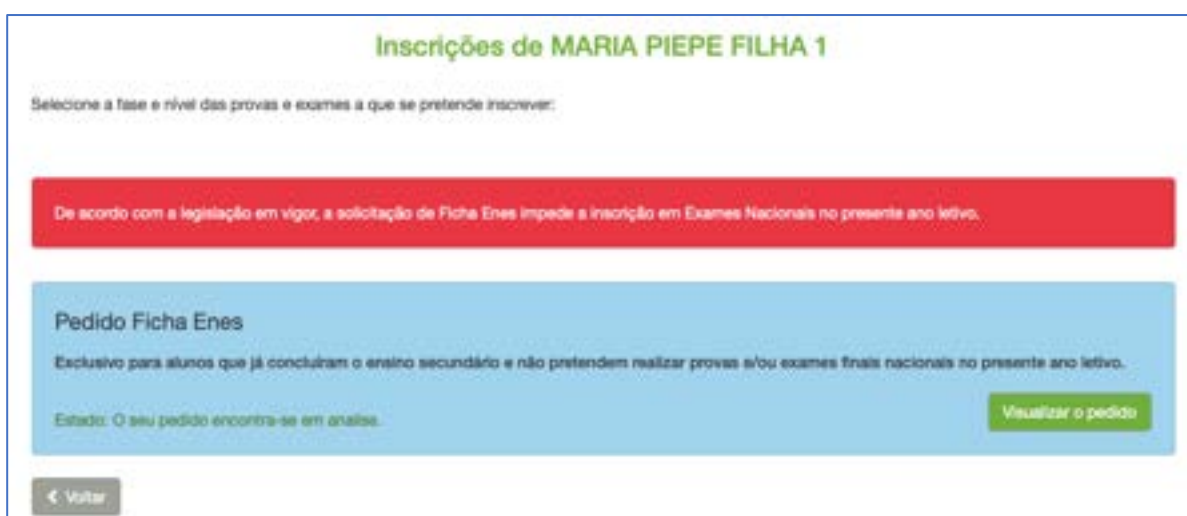 Inscrições de MARIA PIEPE FILHA 1
Selecione a fase e nível das provas e exames a que se pretende inscrever:
De acordo com a legislação em vigor, a solicitação de Ficha Enes impede a inscrição em Exames Nacionais no presente ano letivo.
Pedido Ficha Enes
Exclusivo para alunos que já concluíram o ensino secundário e não pretendem realizar provas e/ou exames finais nacionais no presente ano letivo.
Estado: O seu pedido encontra-se em analise.
Visualizar o pedido
Voltar